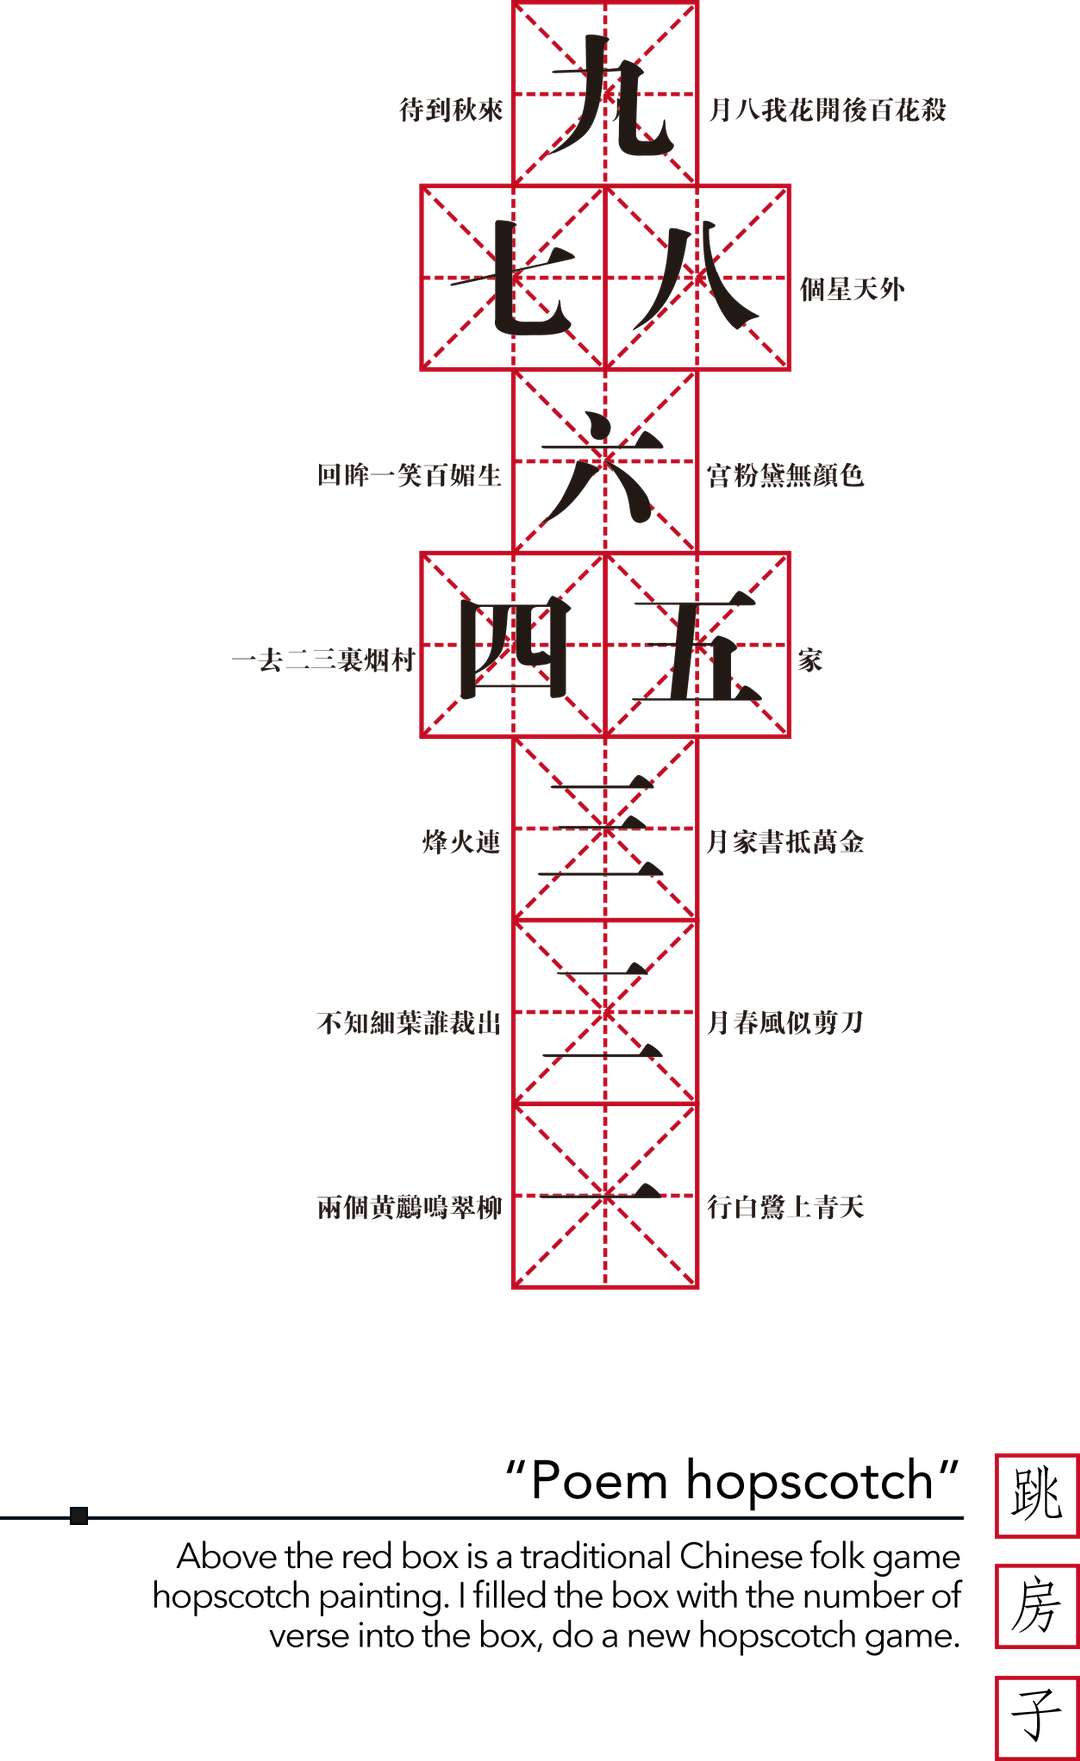 待到秋來 九 月八我花開後百花殺
七 八 個星天外
回眸一笑百媚生 六 宫粉黛無顏色
一去二三裏烟村 四 五 家
烽火連 三 月家書抵萬金
不知細葉誰裁出 二 月春風似剪刀
兩個黄鸝鳴翠柳 一 行白鷺上青天
“Poem hopscotch”
Above the red box is a traditional Chinese folk game
hopscotch painting. I filled the box with the number of
verse into the box, do a new hopscotch game.
跳
房
子